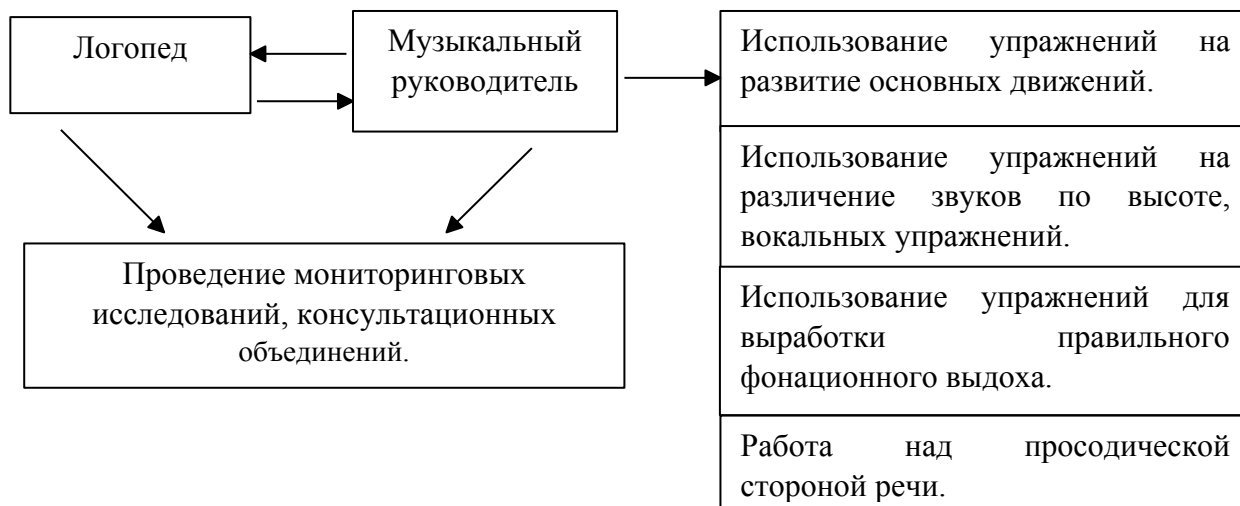 Логопед
Музыкальный
руководитель
Проведение мониторинговых
исследований, консультационных
объединений.
Использование упражнений на
развитие основных движений.
Использование упражнений на
различение звуков по высоте,
вокальных упражнений.
Использование упражнений для
выработки правильного
фонационного выдоха.
Работа над просодической
стороной речи.